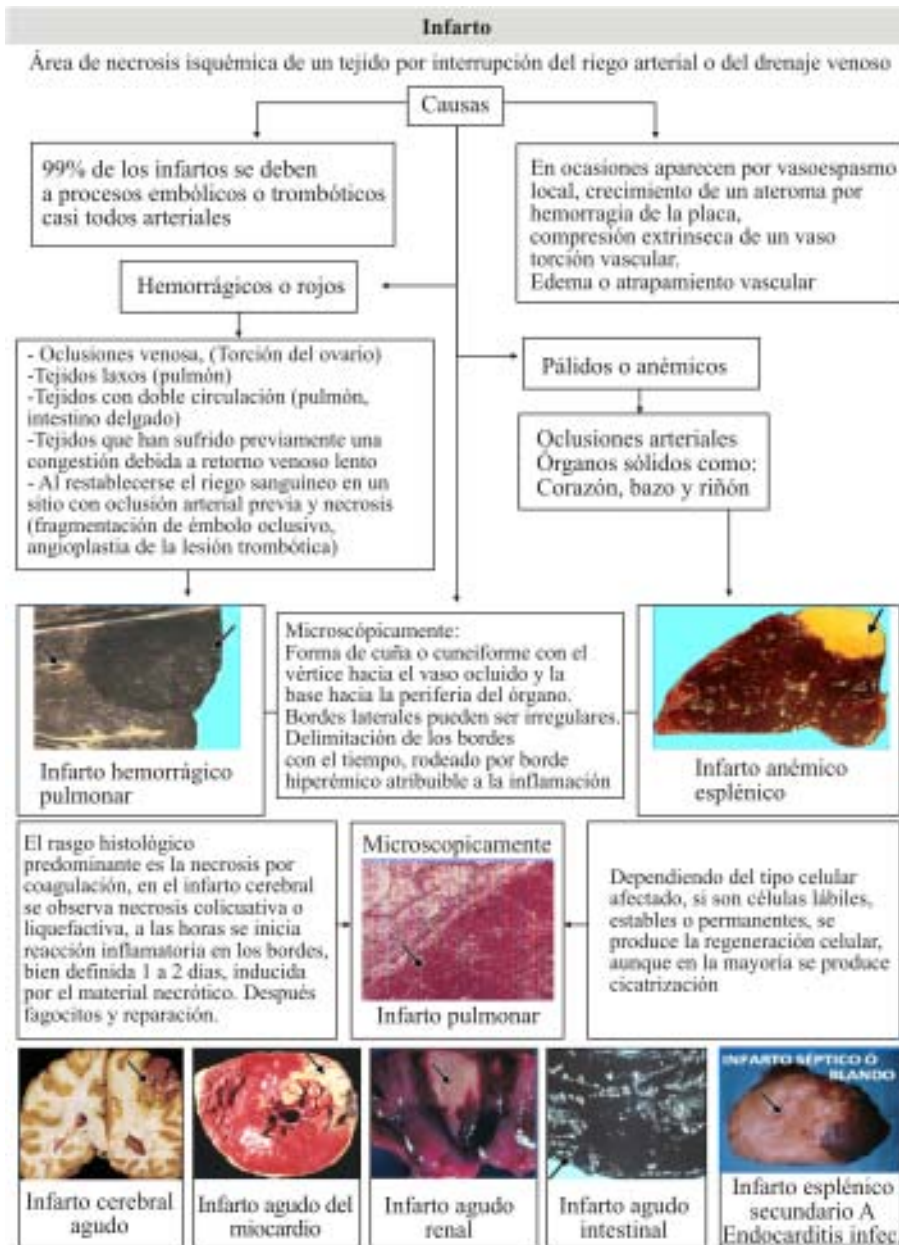 Infarto
Área de necrosis isquémica de un tejido por interrupción del riego arterial o del drenaje venoso
Causas
99% de los infartos se deben
a procesos embólicos o trombóticos
casi todos arteriales
En ocasiones aparecen por vasoespasmo
local, crecimiento de un ateroma por
hemorragia de la placa,
compresión extrinseca de un vaso
torción vascular.
Edema o atrapamiento vascular
Hemorrágicos o rojos
- Oclusiones venosa, (Torción del ovario)
-Tejidos laxos (pulmón)
-Tejidos con doble circulación (pulmón,
intestino delgado)
-Tejidos que han sufrido previamente una
congestión debida a retorno venoso lento
- Al restablecerse el riego sanguíneo en un
sitio con oclusión arterial previa y necrosis
(fragmentación de émbolo oclusivo,
angioplastia de la lesión trombótica)
Pálidos o anémicos
Oclusiones arteriales
Órganos sólidos como:
Corazón, bazo y riñón
Infarto hemorrágico
pulmonar
Microscópicamente:
Forma de cuña o cuneiforme con el
vértice hacia el vaso ocluido y la
base hacia la periferia del órgano.
Bordes laterales pueden ser irregulares.
Delimitación de los bordes
con el tiempo, rodeado por borde
hiperémico atribuible a la inflamación
Infarto anémico
esplénico
El rasgo histológico
predominante es la necrosis por
coagulación, en el infarto cerebral
se observa necrosis colicuativa o
liquefactiva, a las horas se inicia
reacción inflamatoria en los bordes,
bien definida 1 a 2 dias, inducida
por el material necrótico. Después
fagocitos y reparación.
Microscopicamente
Infarto pulmonar
Dependiendo del tipo celular
afectado, si son células lábiles,
estables o permanentes, se
produce la regeneración celular,
aunque en la mayoría se produce
cicatrización
Infarto cerebral
agudo
Infarto agudo del
miocardio
Infarto agudo
renal
Infarto agudo
intestinal
INFARTO SÉPTICO Ó
BLANDO
Infarto esplénico
secundario A
Endocarditis infec.